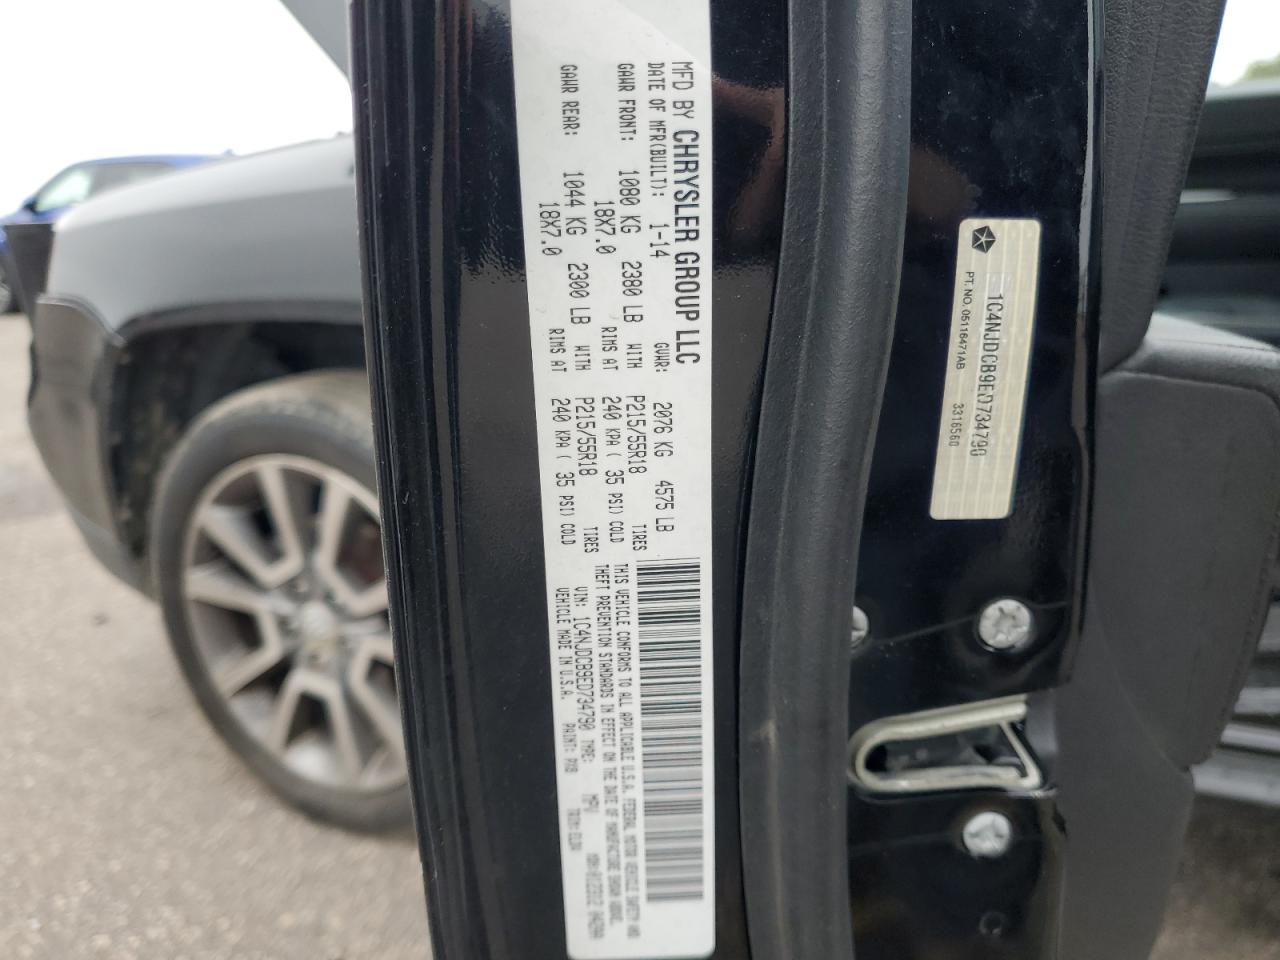 MFD BY CHRYSLER GROUP LLC
DATE OF MFR(BUILT): 1-14 GVWR: 2076 KG 4575 LB
GAWR FRONT: 1080 KG 2380 LB WITH P215/55R18 TIRES
18X7.0 RIMS AT 240 KPA ( 35 PSI) COLD
GAWR REAR: 1044 KG 2300 LB WITH P215/55R18 TIRES
18X7.0 RIMS AT 240 KPA ( 35 PSI) COLD
THIS VEHICLE CONFORMS TO ALL APPLICABLE U.S.A. FEDERAL MOTOR VEHICLE SAFETY AND
THEFT PREVENTION STANDARDS IN EFFECT ON THE DATE OF MANUFACTURE SHOWN ABOVE.
VIN: 1C4NJDCB9ED734790 TYPE: MPV
VEHICLE MADE IN U.S.A. PAINT: PX8 TRIM:
1C4NJDCB9ED734790
PT. NO. 05116471AB 3316560